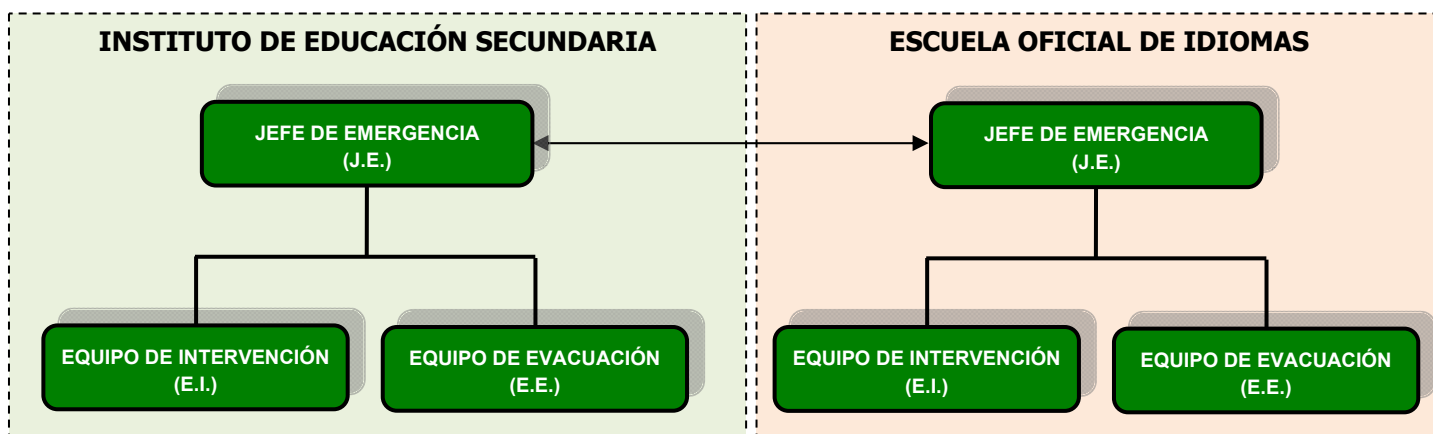 INSTITUTO DE EDUCACIÓN SECUNDARIA
JEFE DE EMERGENCIA
(J.E.)
EQUIPO DE INTERVENCIÓN
(E.I.)
EQUIPO DE EVACUACIÓN
(E.E.)
ESCUELA OFICIAL DE IDIOMAS
JEFE DE EMERGENCIA
(J.E.)
EQUIPO DE INTERVENCIÓN
(E.I.)
EQUIPO DE EVACUACIÓN
(E.E.)